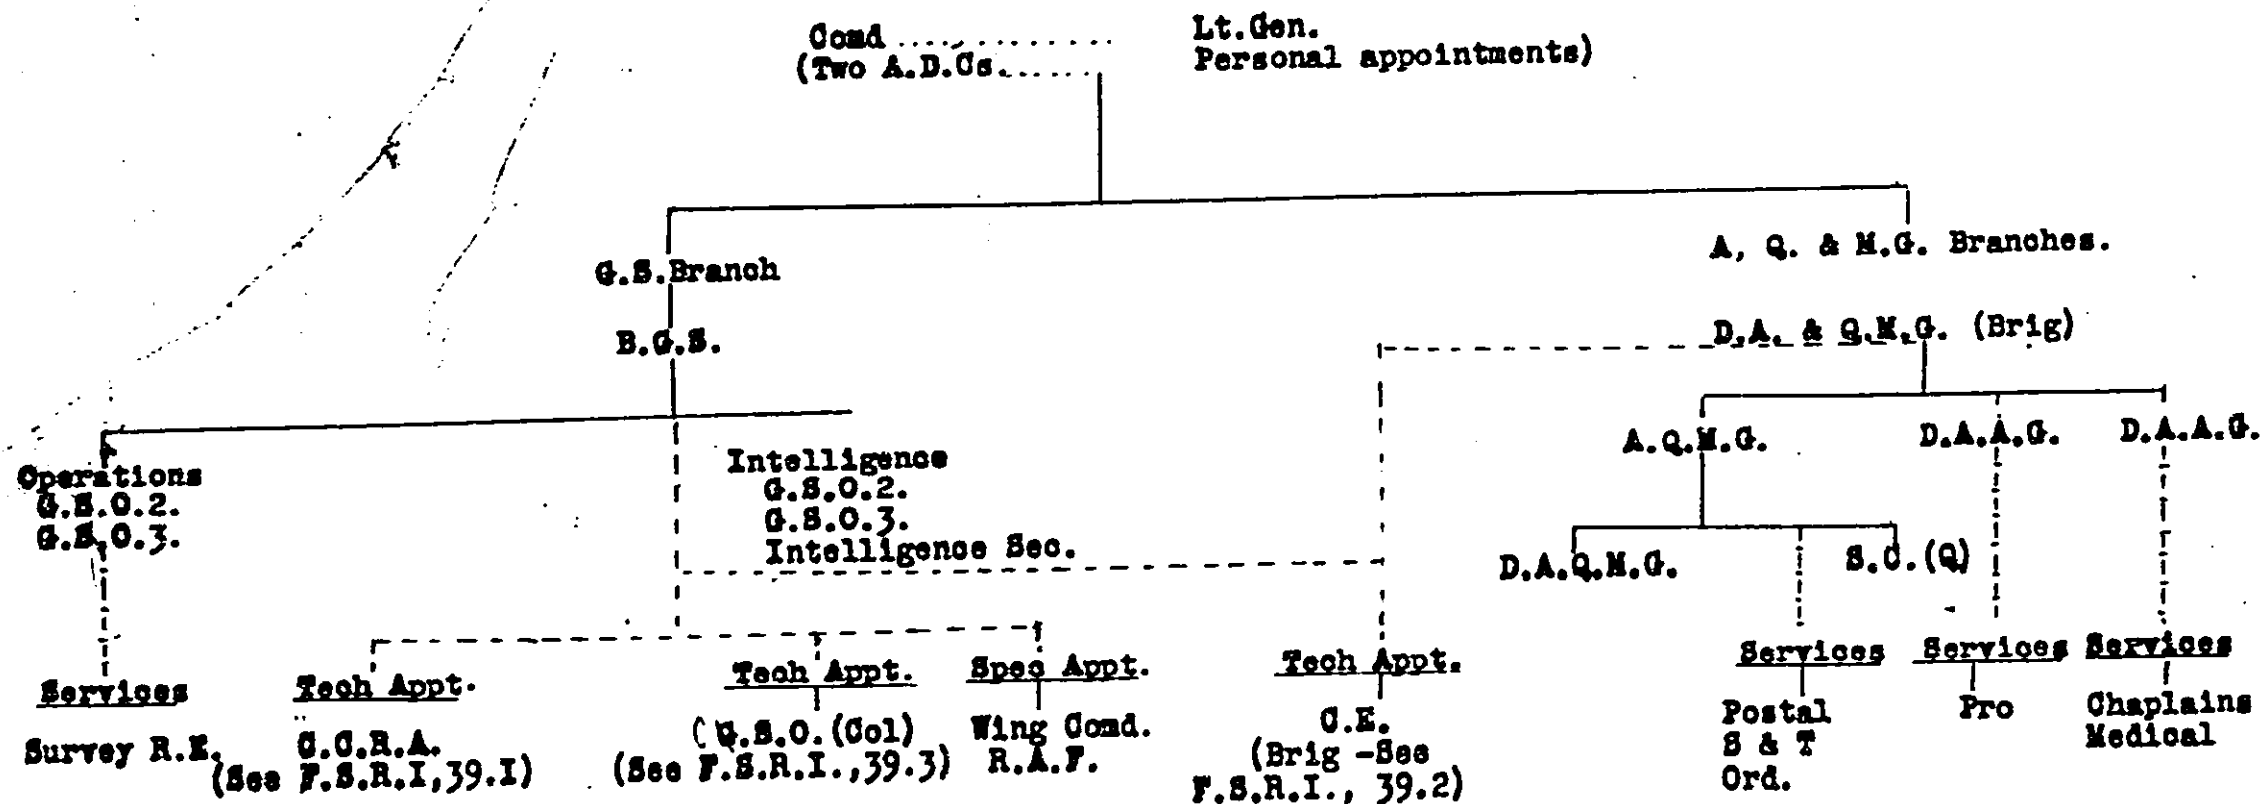 Comd ............ Lt.Gen.
(Two A.D.Cs....... Personal appointments)
G.S.Branch
A, Q. & M.G. Branches.
B.G.S.
D.A. & Q.M.G. (Brig)
A.Q.M.G.
D.A.A.G.
D.A.A.G.
Operations
G.S.O.2.
G.S.O.3.
Intelligence
G.S.O.2.
G.S.O.3.
Intelligence Sec.
D.A.Q.M.G.
S.C.(Q)
Services
Survey R.E.
Tech Appt.
C.C.R.A.
(See F.S.R.I,39.I)
Tech Appt.
G.S.O.(Col)
(See F.S.R.I.,39.3)
Spec Appt.
Wing Comd.
R.A.F.
Tech Appt.
C.E.
(Brig -See
F.S.R.I., 39.2)
Services
Postal
S & T
Ord.
Services
Pro
Services
Chaplains
Medical